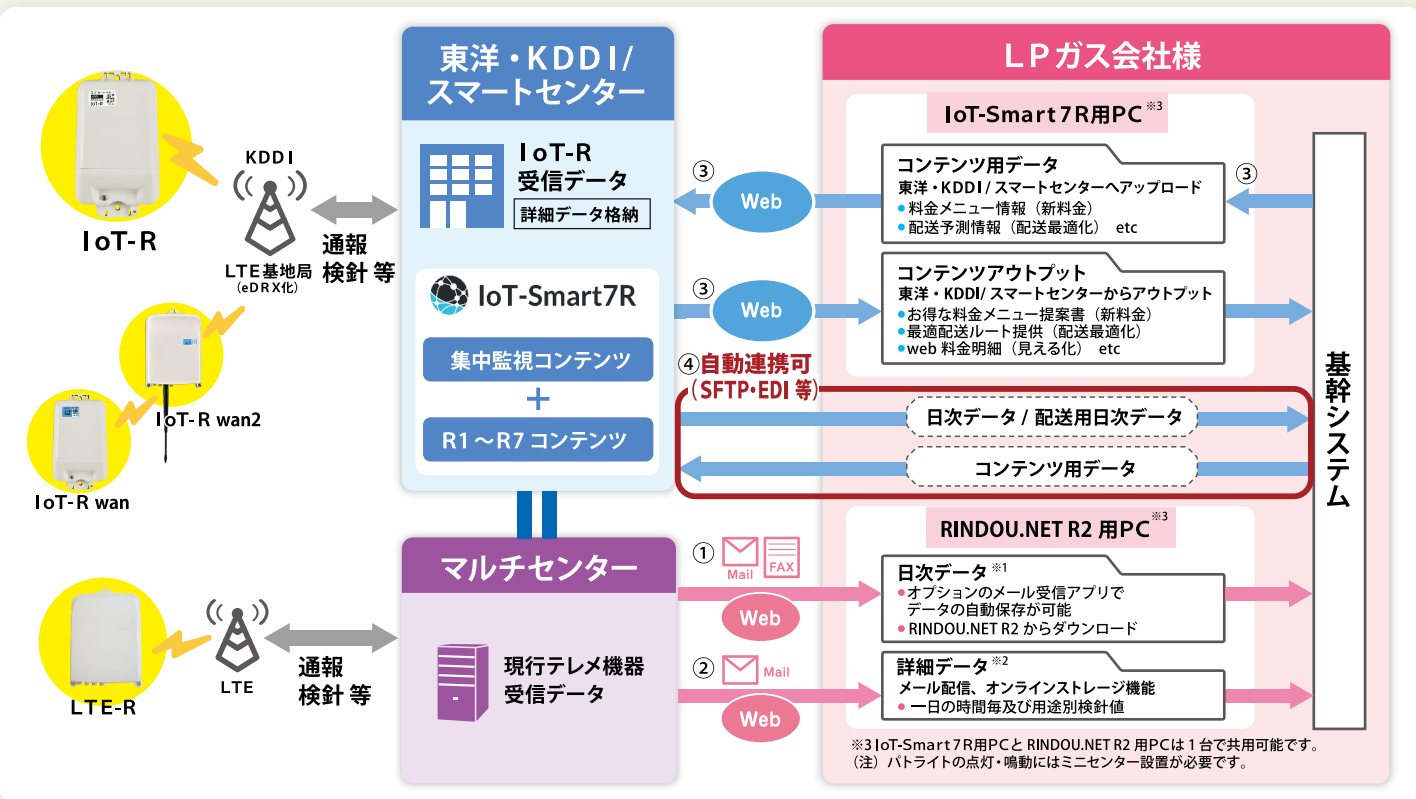 IoT-R
IoT-R
KDDI
LTE基地局
(eDRX化)
通報
検針 等
IoT-R wan2
IoT-R wan
LTE-R
LTE
通報
検針 等
東洋・KDDI/
スマートセンター
IoT-R
受信データ
詳細データ格納
IoT-Smart7R
集中監視コンテンツ
+
R1～R7 コンテンツ
マルチセンター
現行テレメ機器
受信データ
③
Web
③
Web
④自動連携可
(SFTP・EDI 等)
①
Mail
FAX
Web
②
Mail
Web
LPガス会社様
IoT-Smart7R用PC ※3
コンテンツ用データ
東洋・KDDI/スマートセンターへアップロード
●料金メニュー情報（新料金）
●配送予測情報（配送最適化） etc
③
コンテンツアウトプット
東洋・KDDI/スマートセンターからアウトプット
●お得な料金メニュー提案書（新料金）
●最適配送ルート提供（配送最適化）
●web 料金明細（見える化） etc
日次データ / 配送用日次データ
コンテンツ用データ
基幹システム
RINDOU.NET R2 用PC ※3
日次データ ※1
●オプションのメール受信アプリで
データの自動保存が可能
●RINDOU.NET R2 からダウンロード
詳細データ ※2
メール配信、オンラインストレージ機能
●一日の時間毎及び用途別検針値
※3 IoT-Smart7R用PCと RINDOU.NET R2 用PCは1台で共用可能です。
（注）パトライトの点灯・鳴動にはミニセンター設置が必要です。